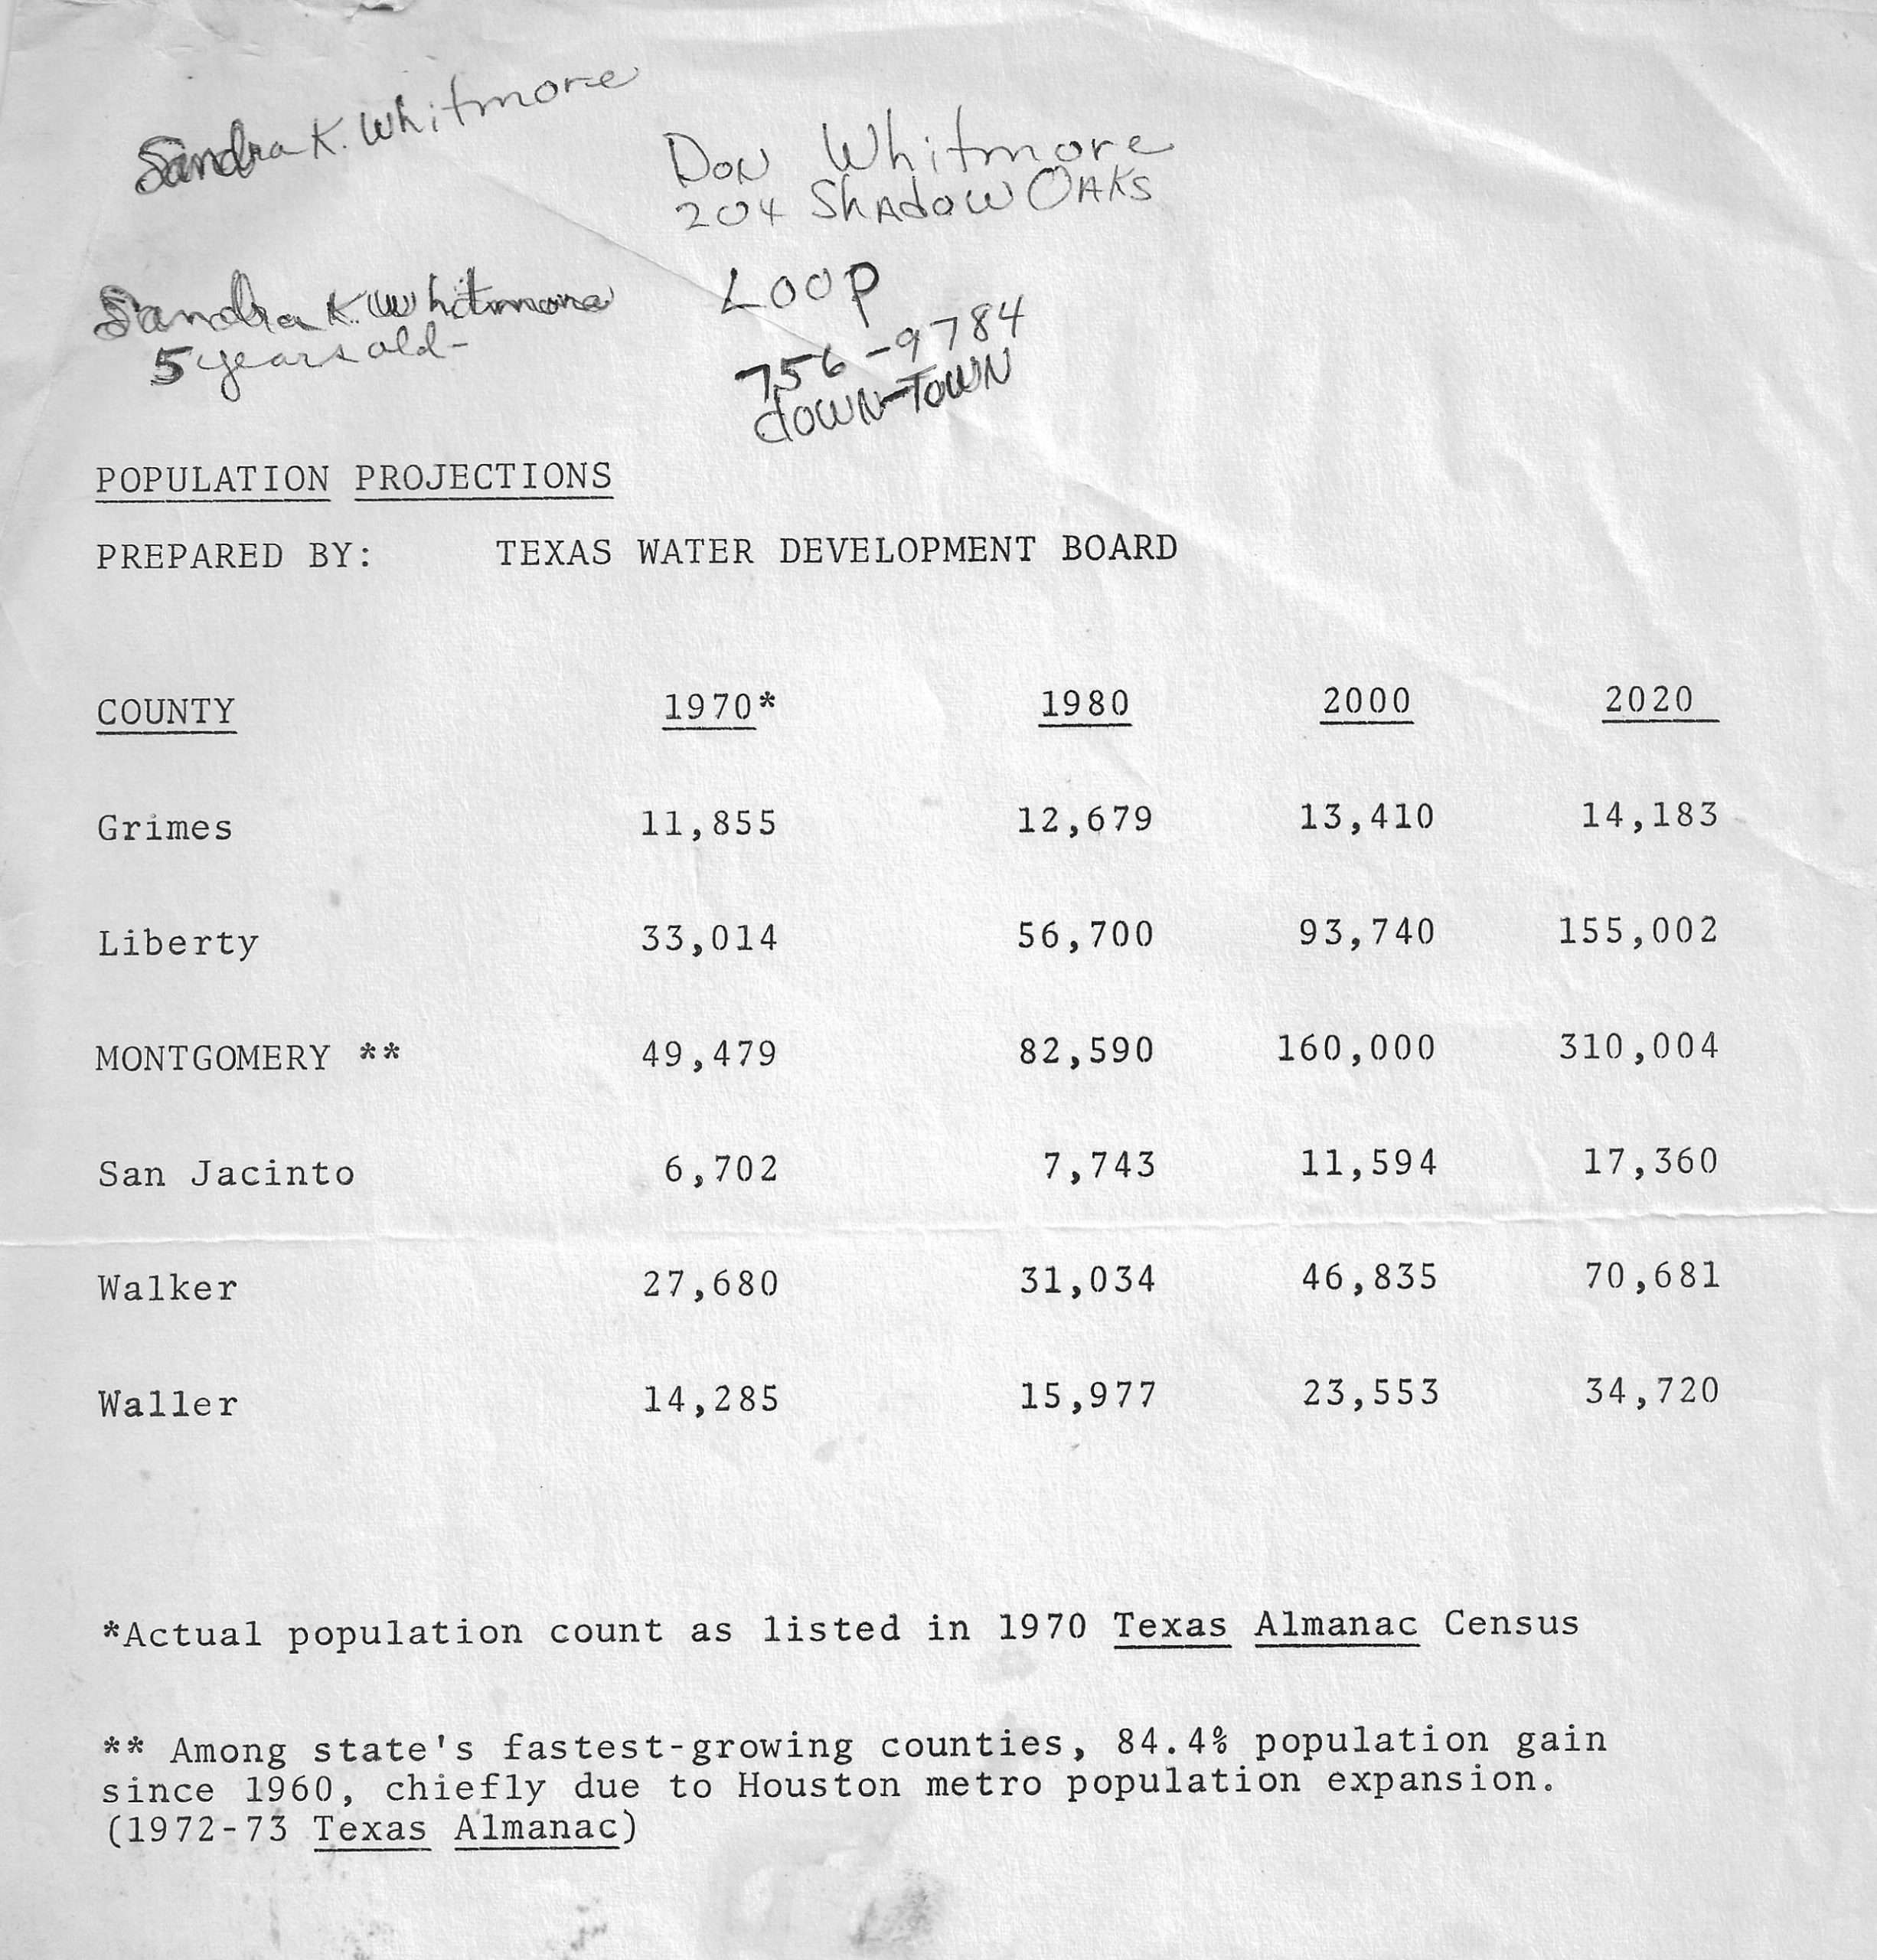 Sandra K. Whitmore
Don Whitmore
204 Shadow Oaks
Sandra K. Whitmore
5 years old-
Loop
756-9784
down-town
POPULATION PROJECTIONS
PREPARED BY: TEXAS WATER DEVELOPMENT BOARD
COUNTY 1970* 1980 2000 2020
Grimes 11,855 12,679 13,410 14,183
Liberty 33,014 56,700 93,740 155,002
MONTGOMERY ** 49,479 82,590 160,000 310,004
San Jacinto 6,702 7,743 11,594 17,360
Walker 27,680 31,034 46,835 70,681
Waller 14,285 15,977 23,553 34,720
*Actual population count as listed in 1970 Texas Almanac Census
** Among state's fastest-growing counties, 84.4% population gain
since 1960, chiefly due to Houston metro population expansion.
(1972-73 Texas Almanac)